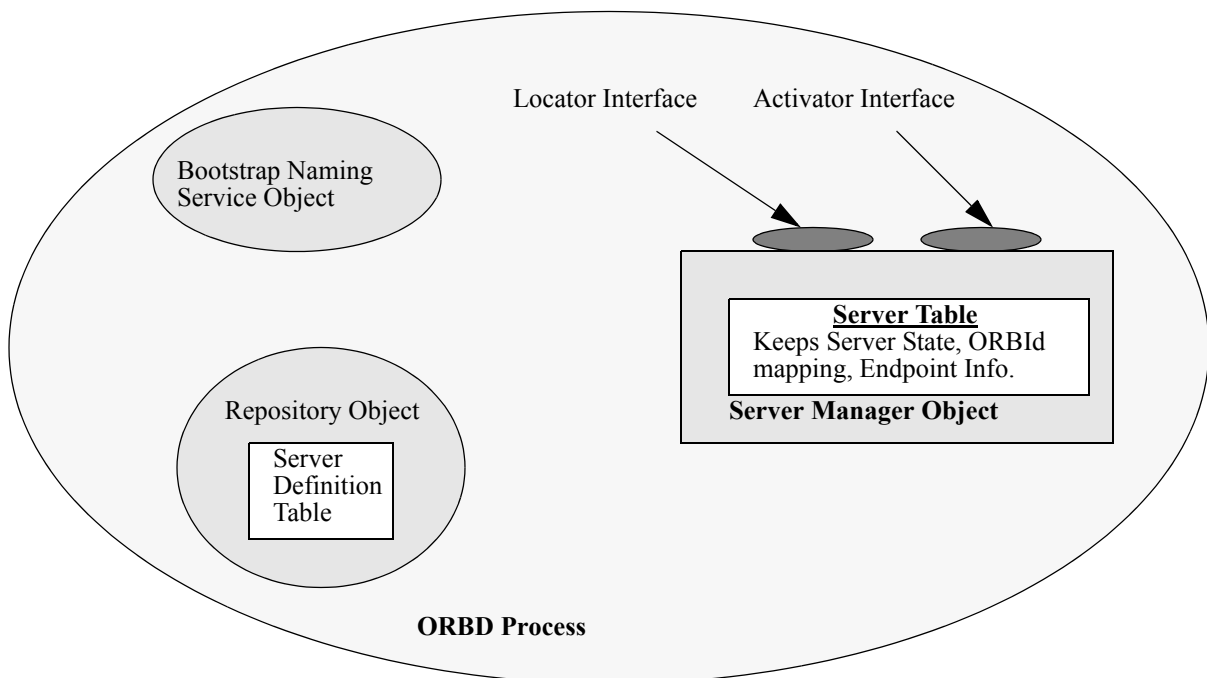 Locator Interface
Activator Interface
Bootstrap Naming
Service Object
Server Table
Keeps Server State, ORBId
mapping, Endpoint Info.
Server Manager Object
Repository Object
Server
Definition
Table
ORBD Process